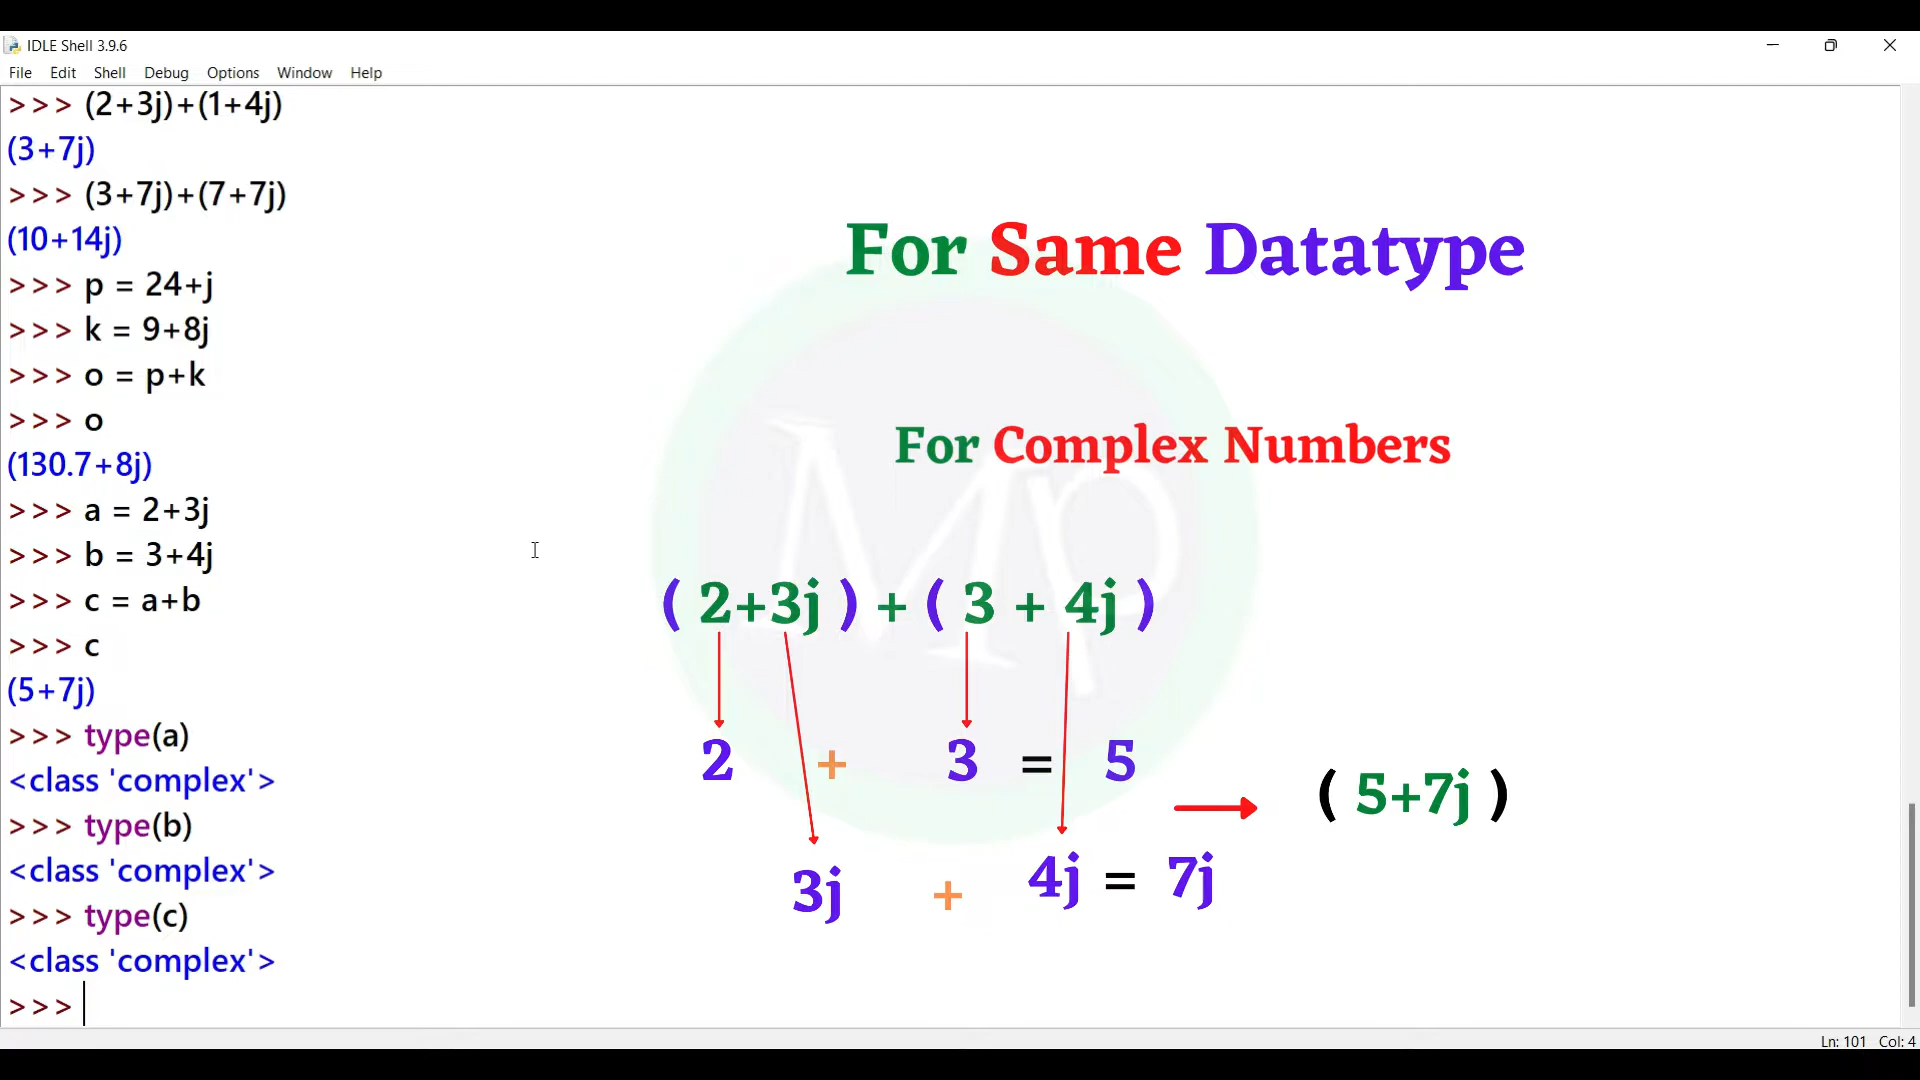 IDLE Shell 3.9.6
File Edit Shell Debug Options Window Help
>>> (2+3j)+(1+4j)
(3+7j)
>>> (3+7j)+(7+7j)
(10+14j)
>>> p = 24+j
>>> k = 9+8j
>>> o = p+k
>>> o
(130.7+8j)
>>> a = 2+3j
>>> b = 3+4j
>>> c = a+b
>>> c
(5+7j)
>>> type(a)
<class 'complex'>
>>> type(b)
<class 'complex'>
>>> type(c)
<class 'complex'>
>>>
For Same Datatype
For Complex Numbers
Mp
( 2+3j ) + ( 3 + 4j )
2 + 3 = 5
( 5+7j )
3j + 4j = 7j
Ln: 101 Col: 4